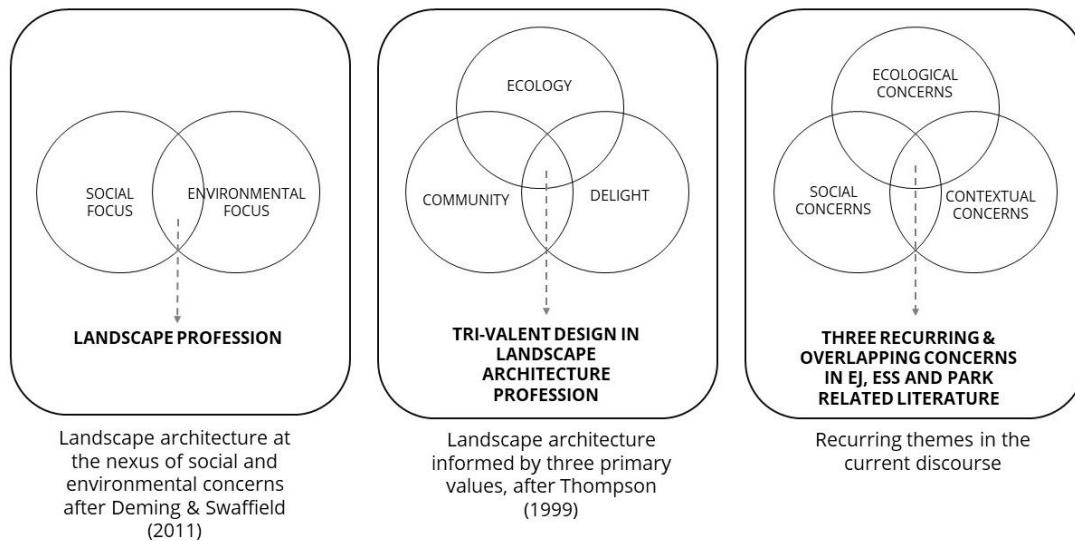 SOCIAL
FOCUS
ENVIRONMENTAL
FOCUS
LANDSCAPE PROFESSION
Landscape architecture at
the nexus of social and
environmental concerns
after Deming & Swaffield
(2011)
ECOLOGY
COMMUNITY
DELIGHT
TRI-VALENT DESIGN IN
LANDSCAPE
ARCHITECTURE
PROFESSION
Landscape architecture
informed by three primary
values, after Thompson
(1999)
ECOLOGICAL
CONCERNS
SOCIAL
CONCERNS
CONTEXTUAL
CONCERNS
THREE RECURRING &
OVERLAPPING CONCERNS
IN EJ, ESS AND PARK
RELATED LITERATURE
Recurring themes in the
current discourse